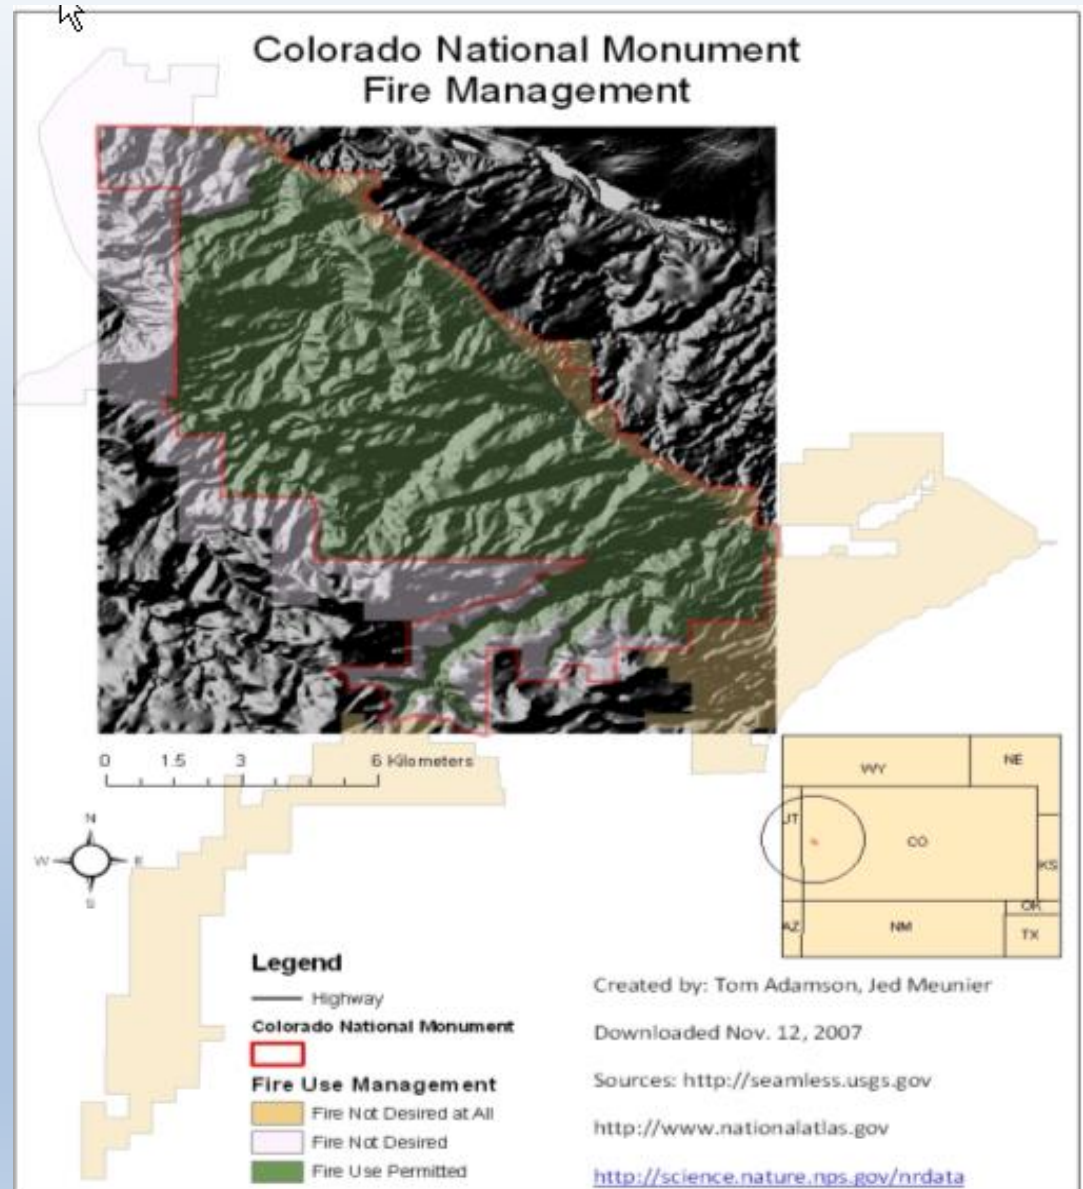 Colorado National Monument
Fire Management
0 1.5 3 6 Kilometers
N
W E
S
WY NE
UT
CO
KS
OK
AZ NM
TX
Legend
Highway
Colorado National Monument
Fire Use Management
Fire Not Desired at All
Fire Not Desired
Fire Use Permitted
Created by: Tom Adamson, Jed Meunier
Downloaded Nov. 12, 2007
Sources: http://seamless.usgs.gov
http://www.nationalatlas.gov
http://science.nature.nps.gov/nrdata